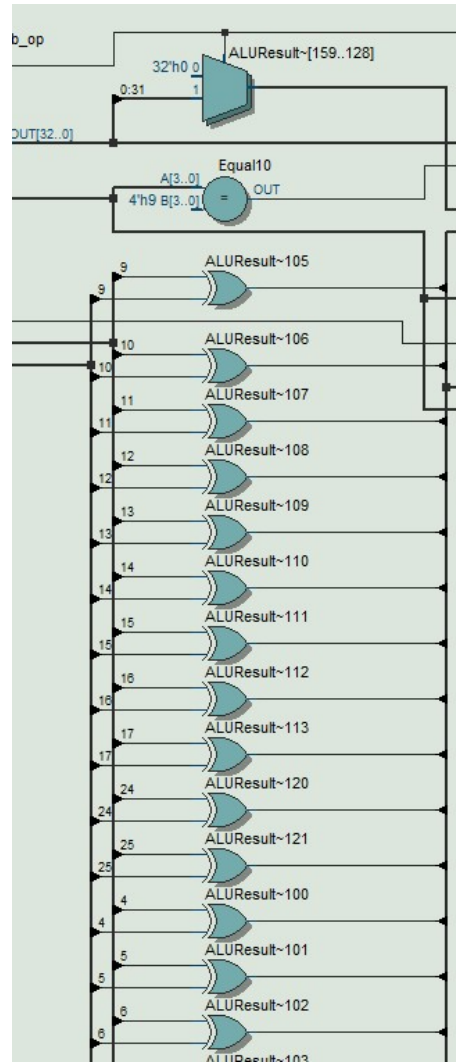 b_op
ALUResult~[159..128]
32'h0 0
0:31 1
OUT[32..0]
Equal10
A[3..0]
OUT
=
4'h9 B[3..0]
9
ALUResult~105
9
ALUResult~106
10
10
ALUResult~107
11
11
ALUResult~108
12
12
ALUResult~109
13
13
ALUResult~110
14
14
ALUResult~111
15
15
ALUResult~112
16
16
ALUResult~113
17
17
ALUResult~120
24
24
ALUResult~121
25
25
ALUResult~100
4
4
ALUResult~101
5
5
ALUResult~102
6
6
ALUResult~103